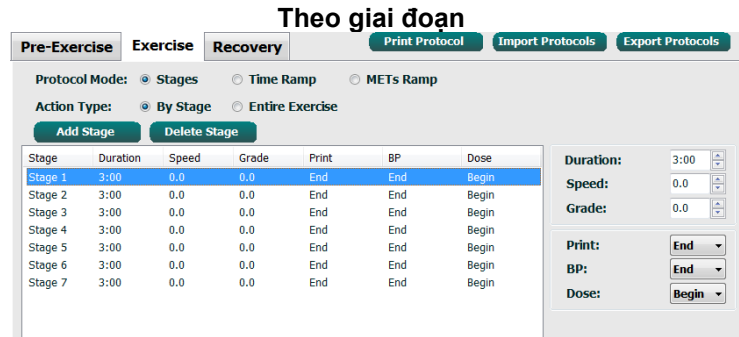 Theo giai đoạn
Pre-Exercise Exercise Recovery Print Protocol Import Protocols Export Protocols
Protocol Mode: Stages Time Ramp METs Ramp
Action Type: By Stage Entire Exercise
Add Stage Delete Stage
Stage Duration Speed Grade Print BP Dose
Stage 1 3:00 0.0 0.0 End End Begin
Stage 2 3:00 0.0 0.0 End End Begin
Stage 3 3:00 0.0 0.0 End End Begin
Stage 4 3:00 0.0 0.0 End End Begin
Stage 5 3:00 0.0 0.0 End End Begin
Stage 6 3:00 0.0 0.0 End End Begin
Stage 7 3:00 0.0 0.0 End End Begin
Duration: 3:00
Speed: 0.0
Grade: 0.0
Print: End
BP: End
Dose: Begin